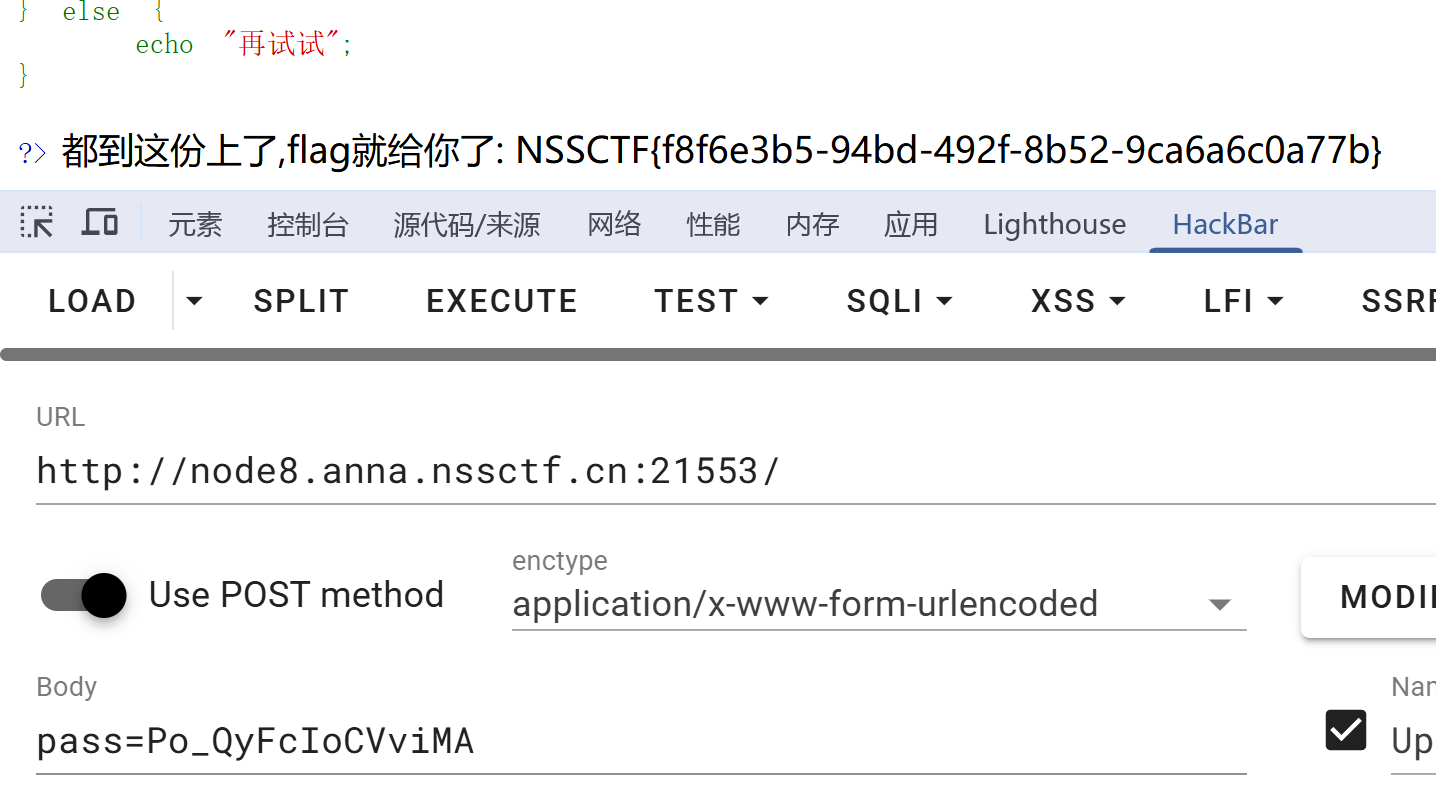 } else {
echo "再试试";
}
?> 都到这份上了,flag就给你了: NSSCTF{f8f6e3b5-94bd-492f-8b52-9ca6a6c0a77b}
元素 控制台 源代码/来源 网络 性能 内存 应用 Lighthouse HackBar
LOAD SPLIT EXECUTE TEST SQLI XSS LFI SSRF
URL
http://node8.anna.nssctf.cn:21553/
enctype
Use POST method application/x-www-form-urlencoded MODI
Body Nam
pass=Po_QyFcIoCVviMA Up